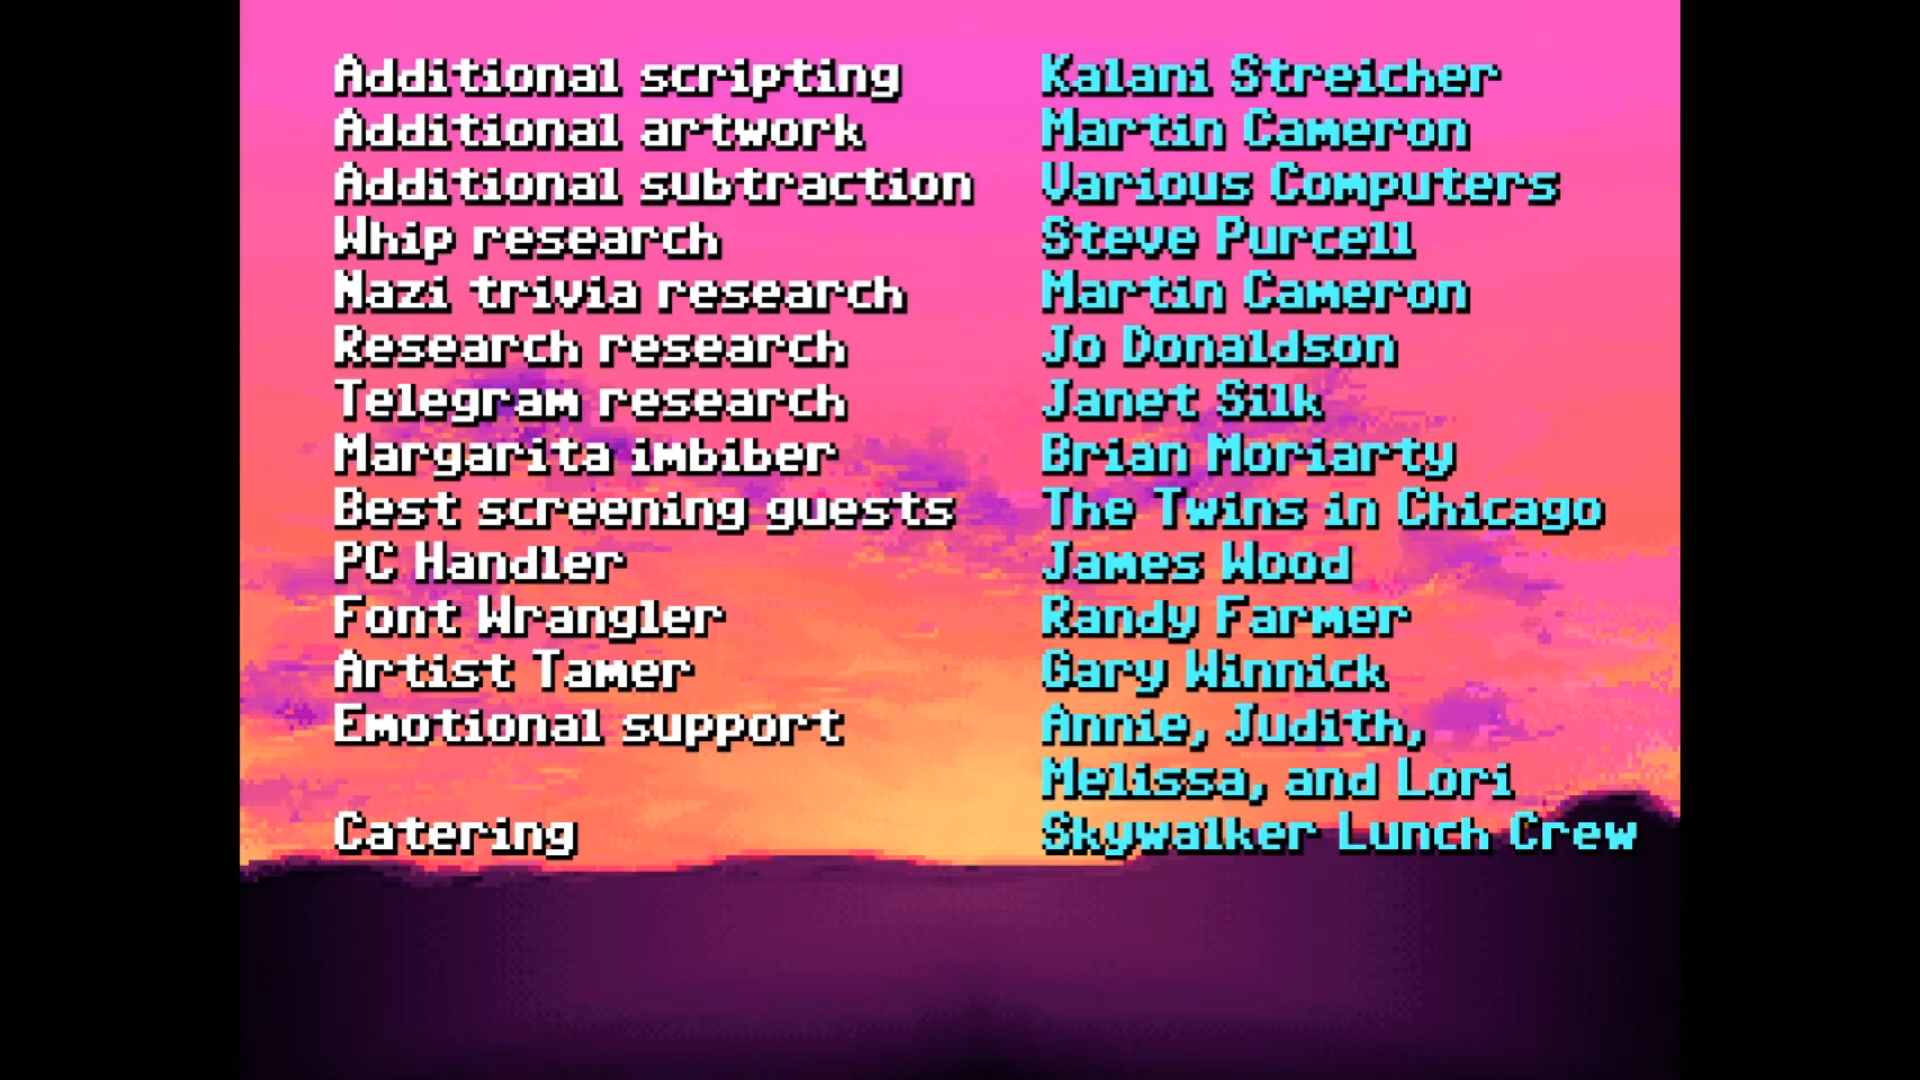 Additional scripting Kalani Streicher
Additional artwork Martin Cameron
Additional subtraction Various Computers
Whip research Steve Purcell
Nazi trivia research Martin Cameron
Research research Jo Donaldson
Telegram research Janet Silk
Margarita imbiber Brian Moriarty
Best screening guests The Twins in Chicago
PC Handler James Wood
Font Wrangler Randy Farmer
Artist Tamer Gary Winnick
Emotional support Annie, Judith,
Melissa, and Lori
Catering Skywalker Lunch Crew